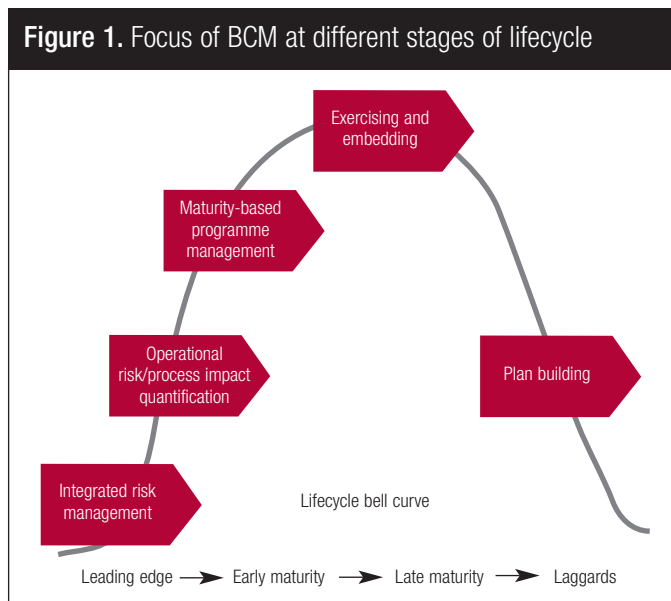 Figure 1. Focus of BCM at different stages of lifecycle
Exercising and
embedding
Maturity-based
programme
management
Operational
risk/process impact
quantification
Plan building
Integrated risk
management
Lifecycle bell curve
Leading edge
Early maturity
Late maturity
Laggards